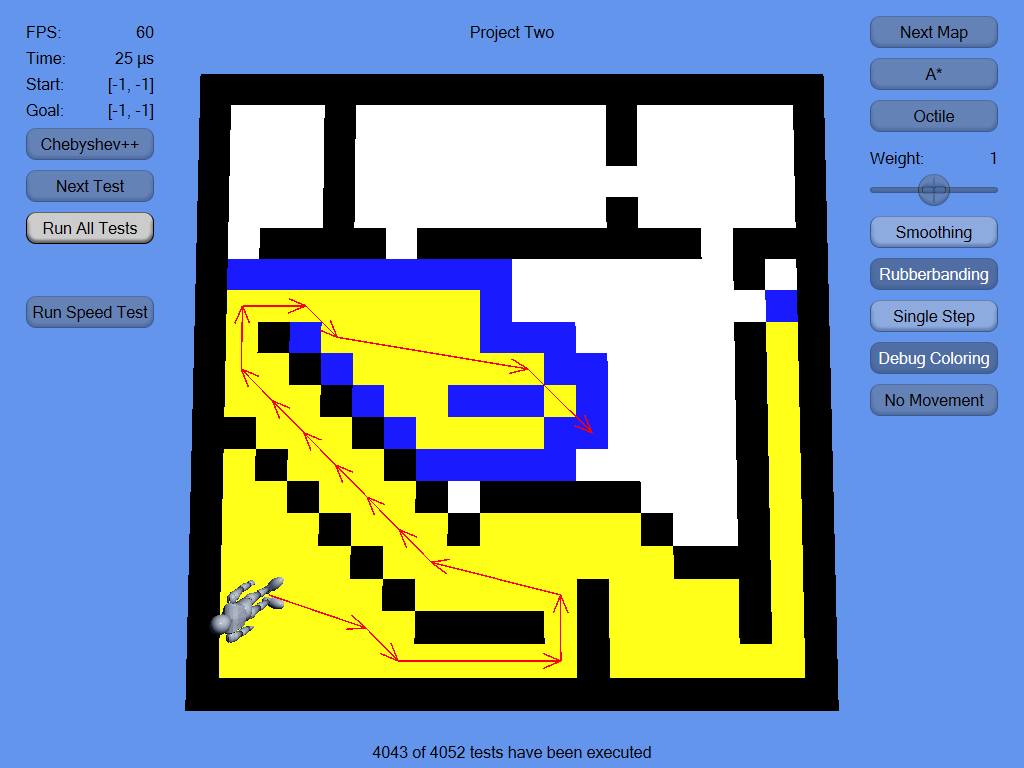 FPS: 60
Time: 25 µs
Start: [-1, -1]
Goal: [-1, -1]
Chebyshev++
Next Test
Run All Tests
Run Speed Test
Project Two
Next Map
A*
Octile
Weight: 1
Smoothing
Rubberbanding
Single Step
Debug Coloring
No Movement
4043 of 4052 tests have been executed